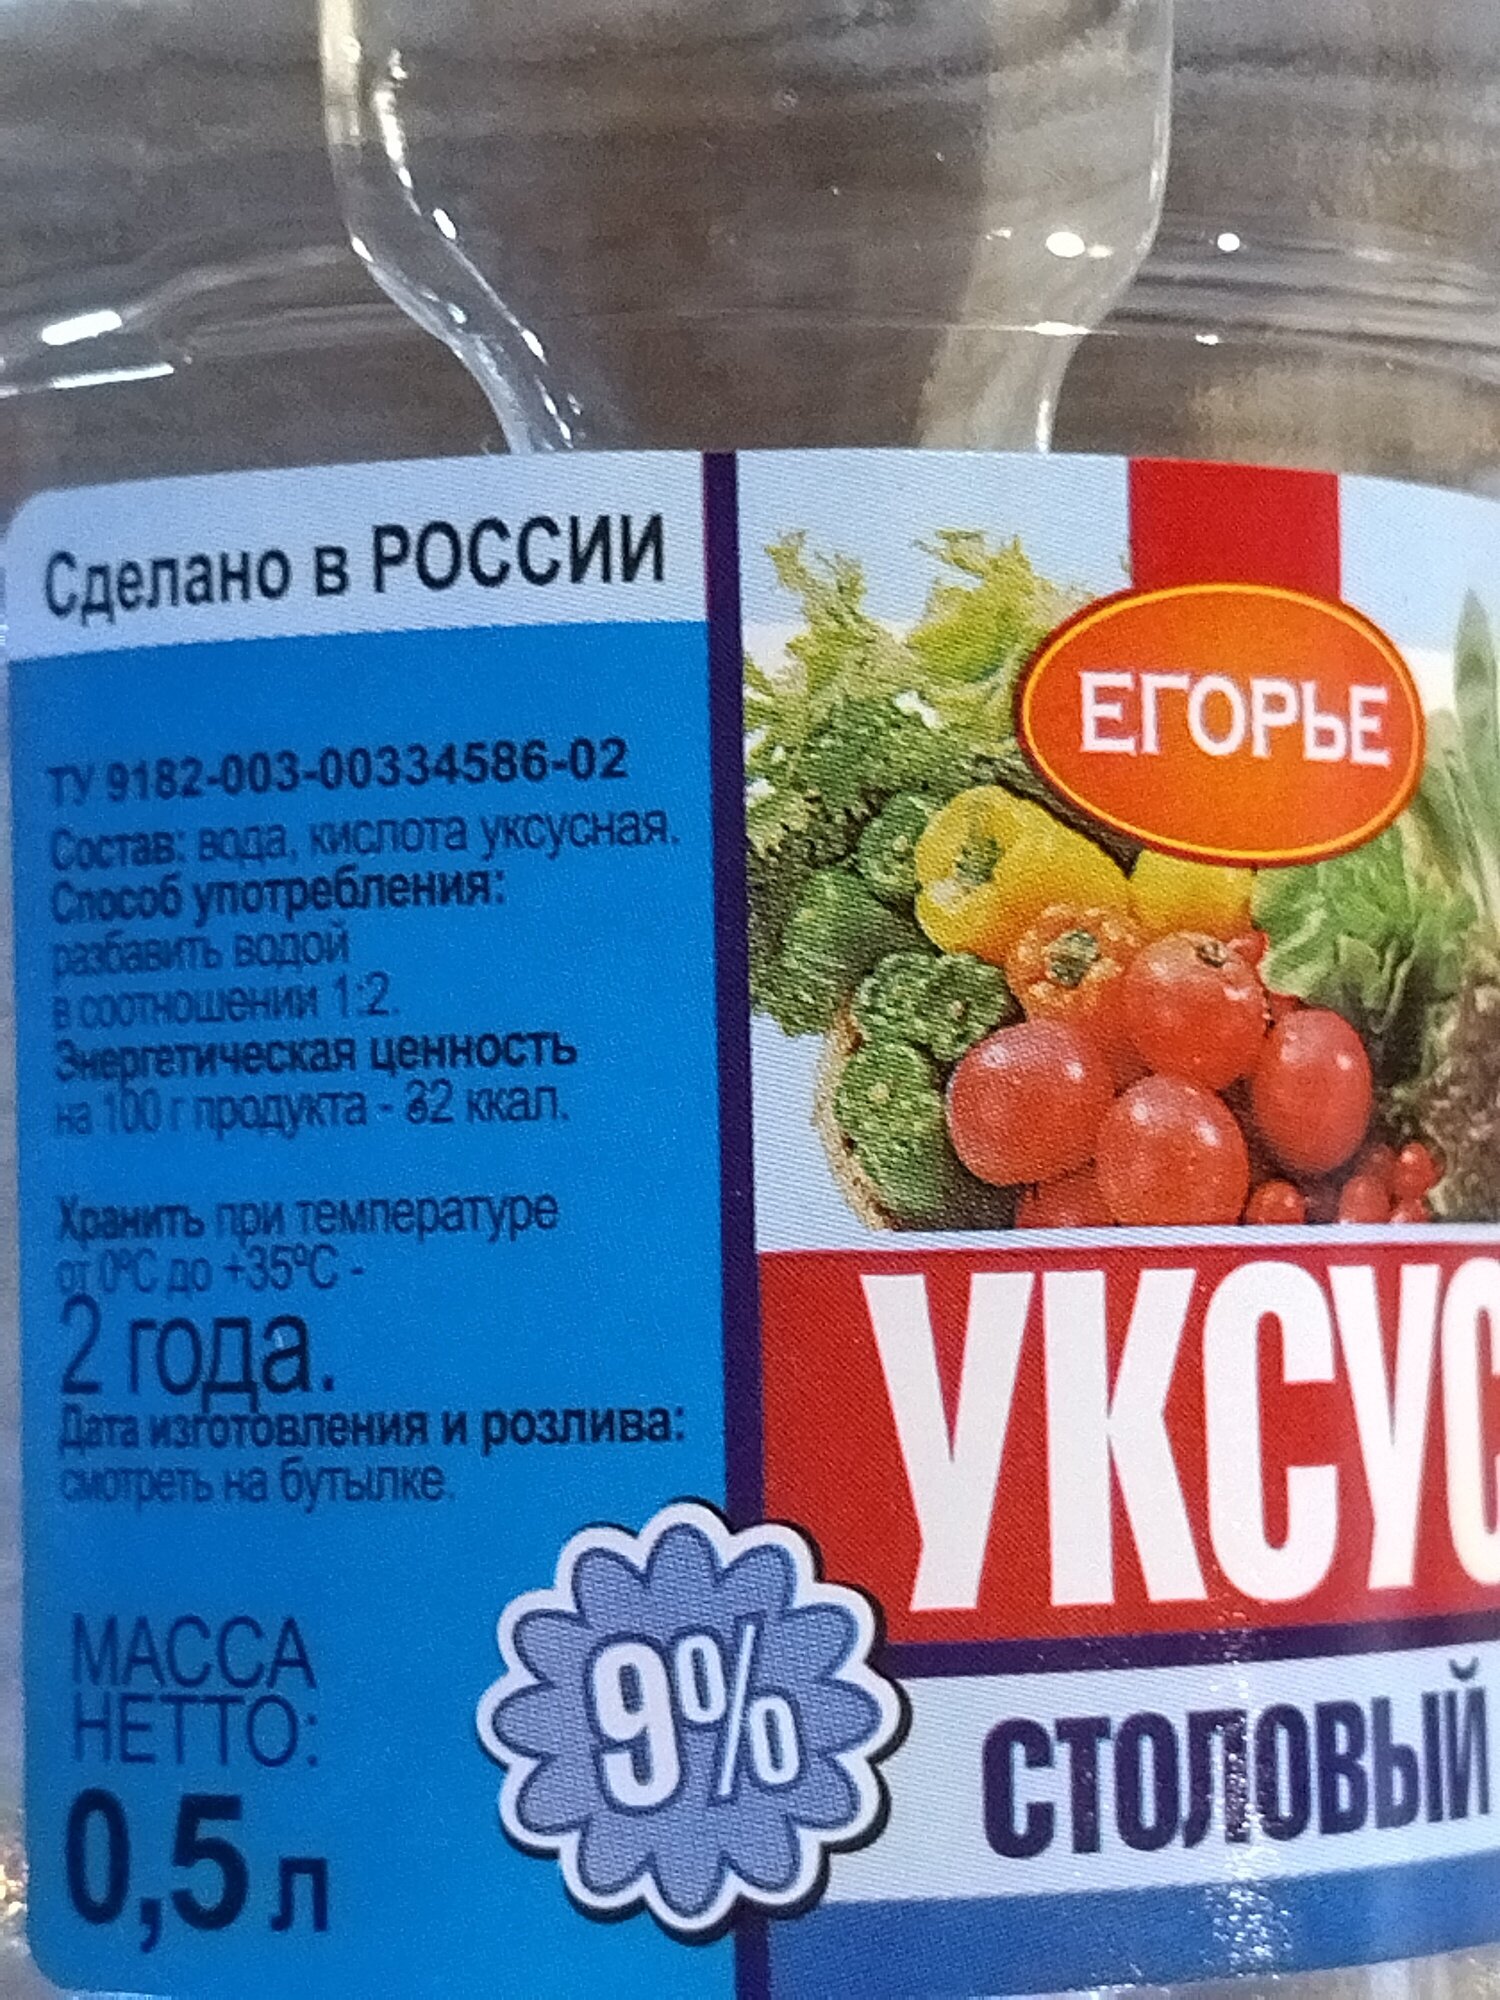 Сделано в РОССИИ
ТУ 9182-003-00334586-02
Состав: вода, кислота уксусная.
Способ употребления:
разбавить водой
в соотношении 1:2.
Энергетическая ценность
на 100 г продукта - 32 ккал.
Хранить при температуре
от 0ºС до +35ºС -
2 года.
Дата изготовления и розлива:
смотреть на бутылке.
МАССА
НЕТТО:
0,5 л
9%
ЕГОРЬЕ
УКСУС
СТОЛОВЫЙ